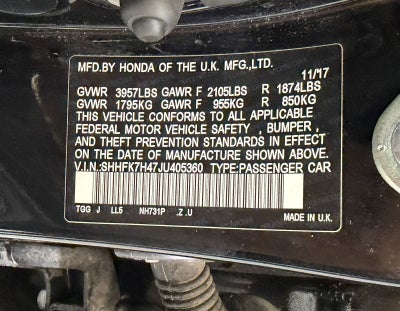 MFD.BY HONDA OF THE U.K. MFG.,LTD.
11/17
GVWR 3957LBS GAWR F 2105LBS R 1874LBS
GVWR 1795KG GAWR F 955KG R 850KG
THIS VEHICLE CONFORMS TO ALL APPLICABLE
FEDERAL MOTOR VEHICLE SAFETY , BUMPER ,
AND THEFT PREVENTION STANDARDS IN EFFECT
ON THE DATE OF MANUFACTURE SHOWN ABOVE.
V.I.N.:SHHFK7H47JU405360 TYPE:PASSENGER CAR
TGG J LL5 NH731P .Z .U
MADE IN U.K.